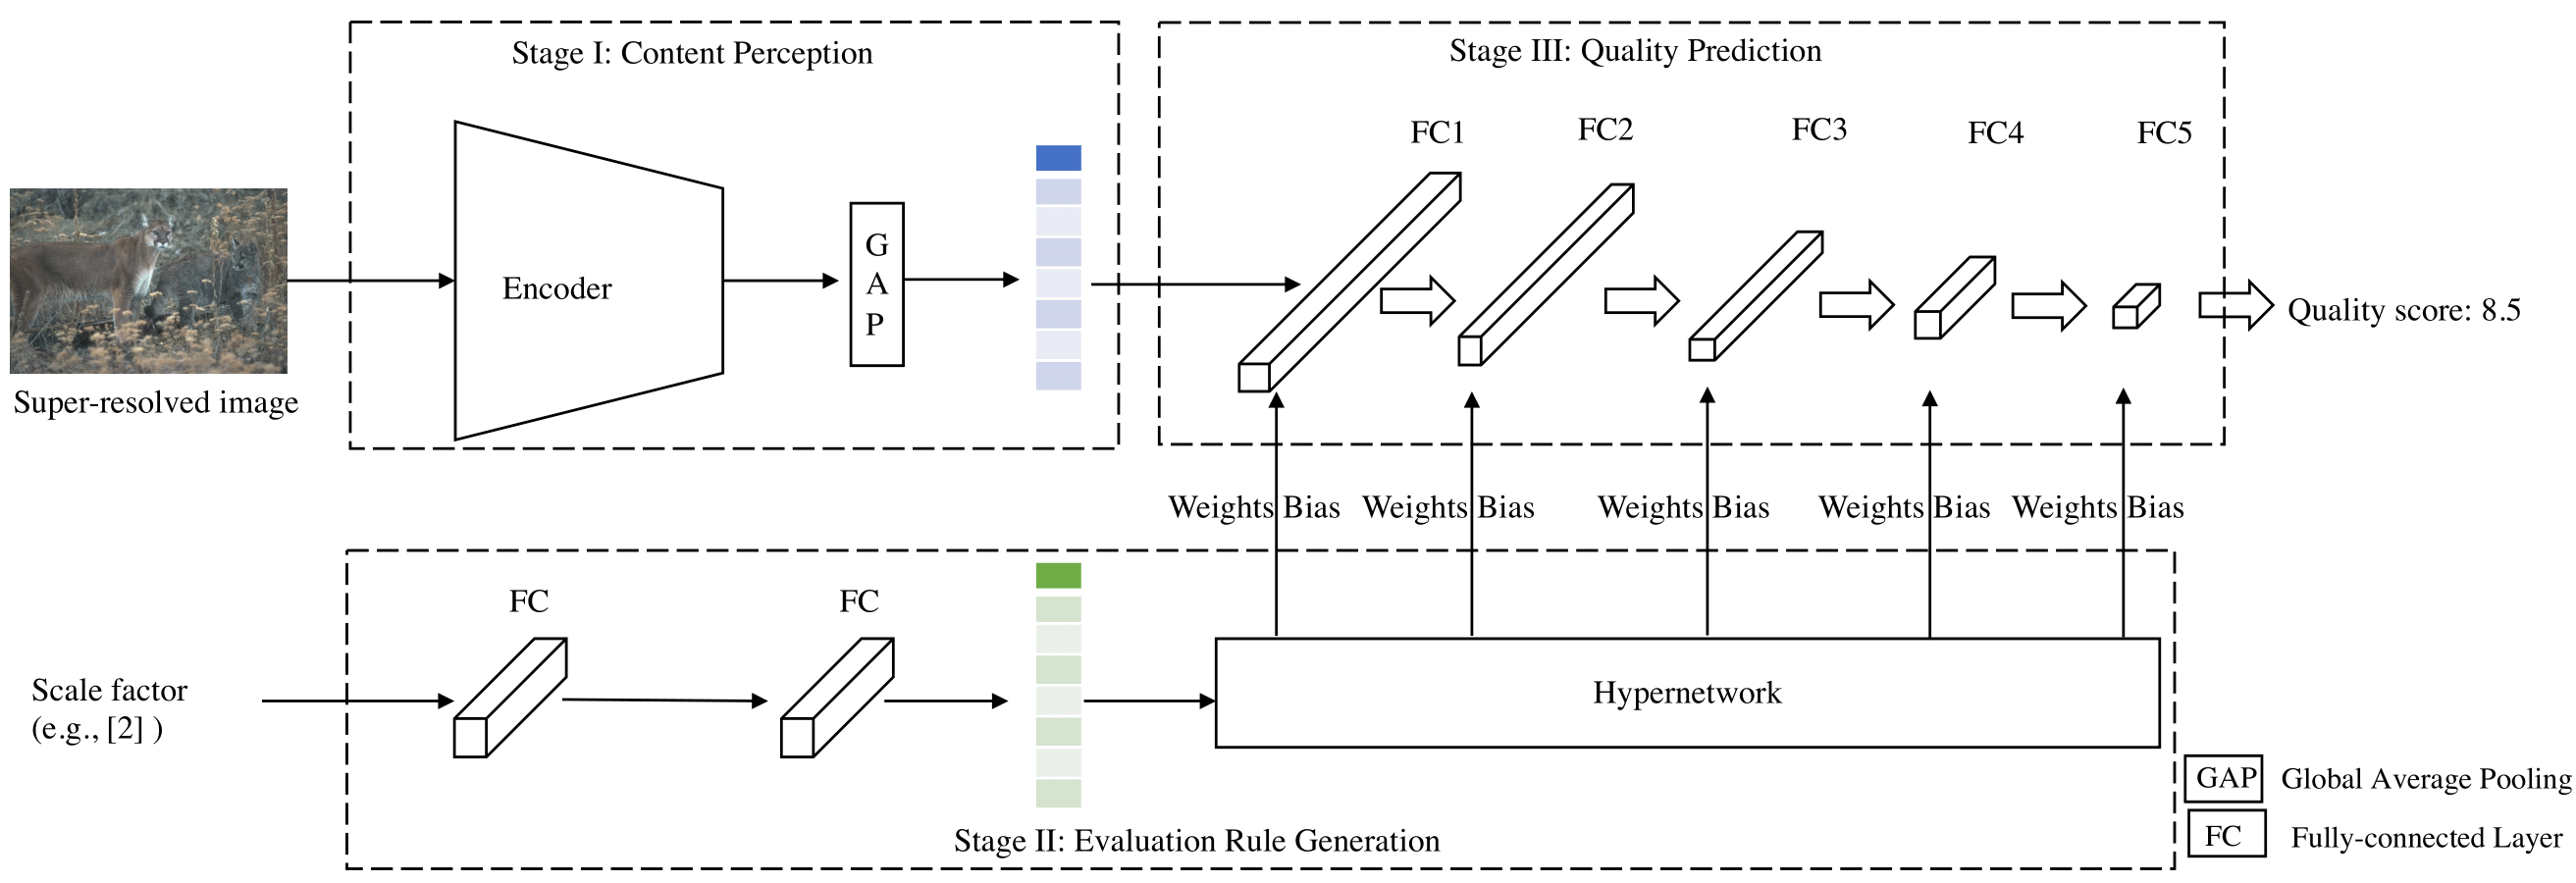 Stage I: Content Perception
Stage III: Quality Prediction
FC1
FC2
FC3
FC4
FC5
Encoder
G
A
P
Super-resolved image
Quality score: 8.5
Weights Bias
Weights Bias
Weights Bias
Weights Bias
Weights Bias
FC
FC
Scale factor
(e.g., [2] )
Hypernetwork
Stage II: Evaluation Rule Generation
GAP Global Average Pooling
FC Fully-connected Layer